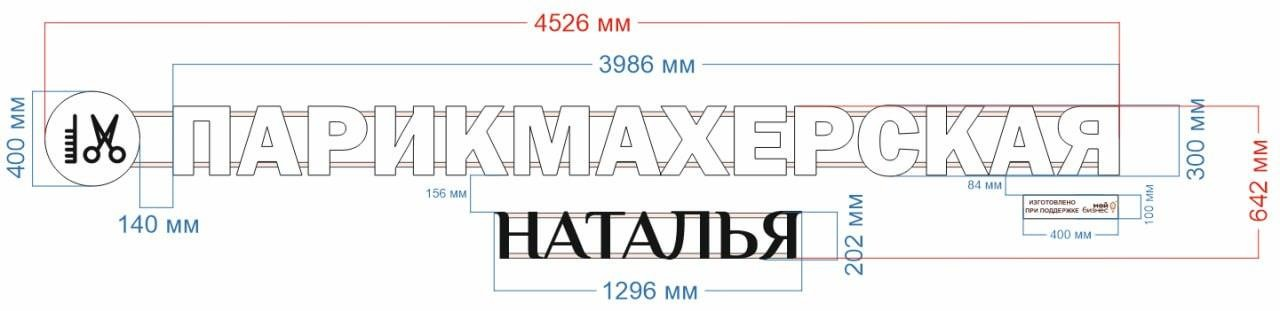 4526 мм
3986 мм
400 мм
ПАРИКМАХЕРСКАЯ
300 мм
642 мм
140 мм
156 мм
84 мм
ИЗГОТОВЛЕНО
ПРИ ПОДДЕРЖКЕ
мой
бизнес
100 мм
400 мм
НАТАЛЬЯ
202 мм
1296 мм